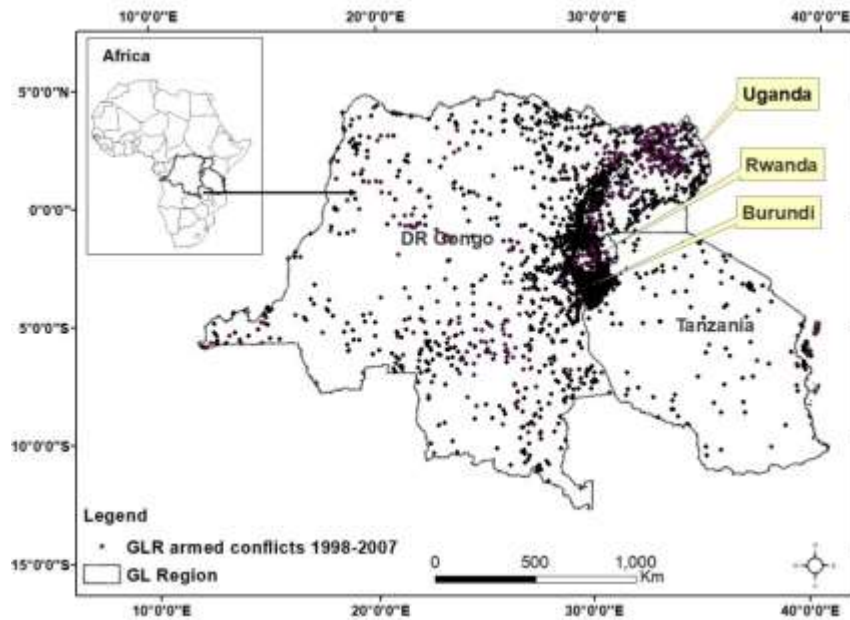 10°0'0"E 20°0'0"E 30°0'0"E 40°0'0"E
Africa
5°0'0"N
Uganda
Rwanda
0°0'0"
Burundi
DR Congo
5°0'0"S
Tanzania
10°0'0"S
Legend
GLR armed conflicts 1998-2007
GL Region
0 500 1,000
Km
15°0'0"S
10°0'0"E 20°0'0"E 30°0'0"E 40°0'0"E